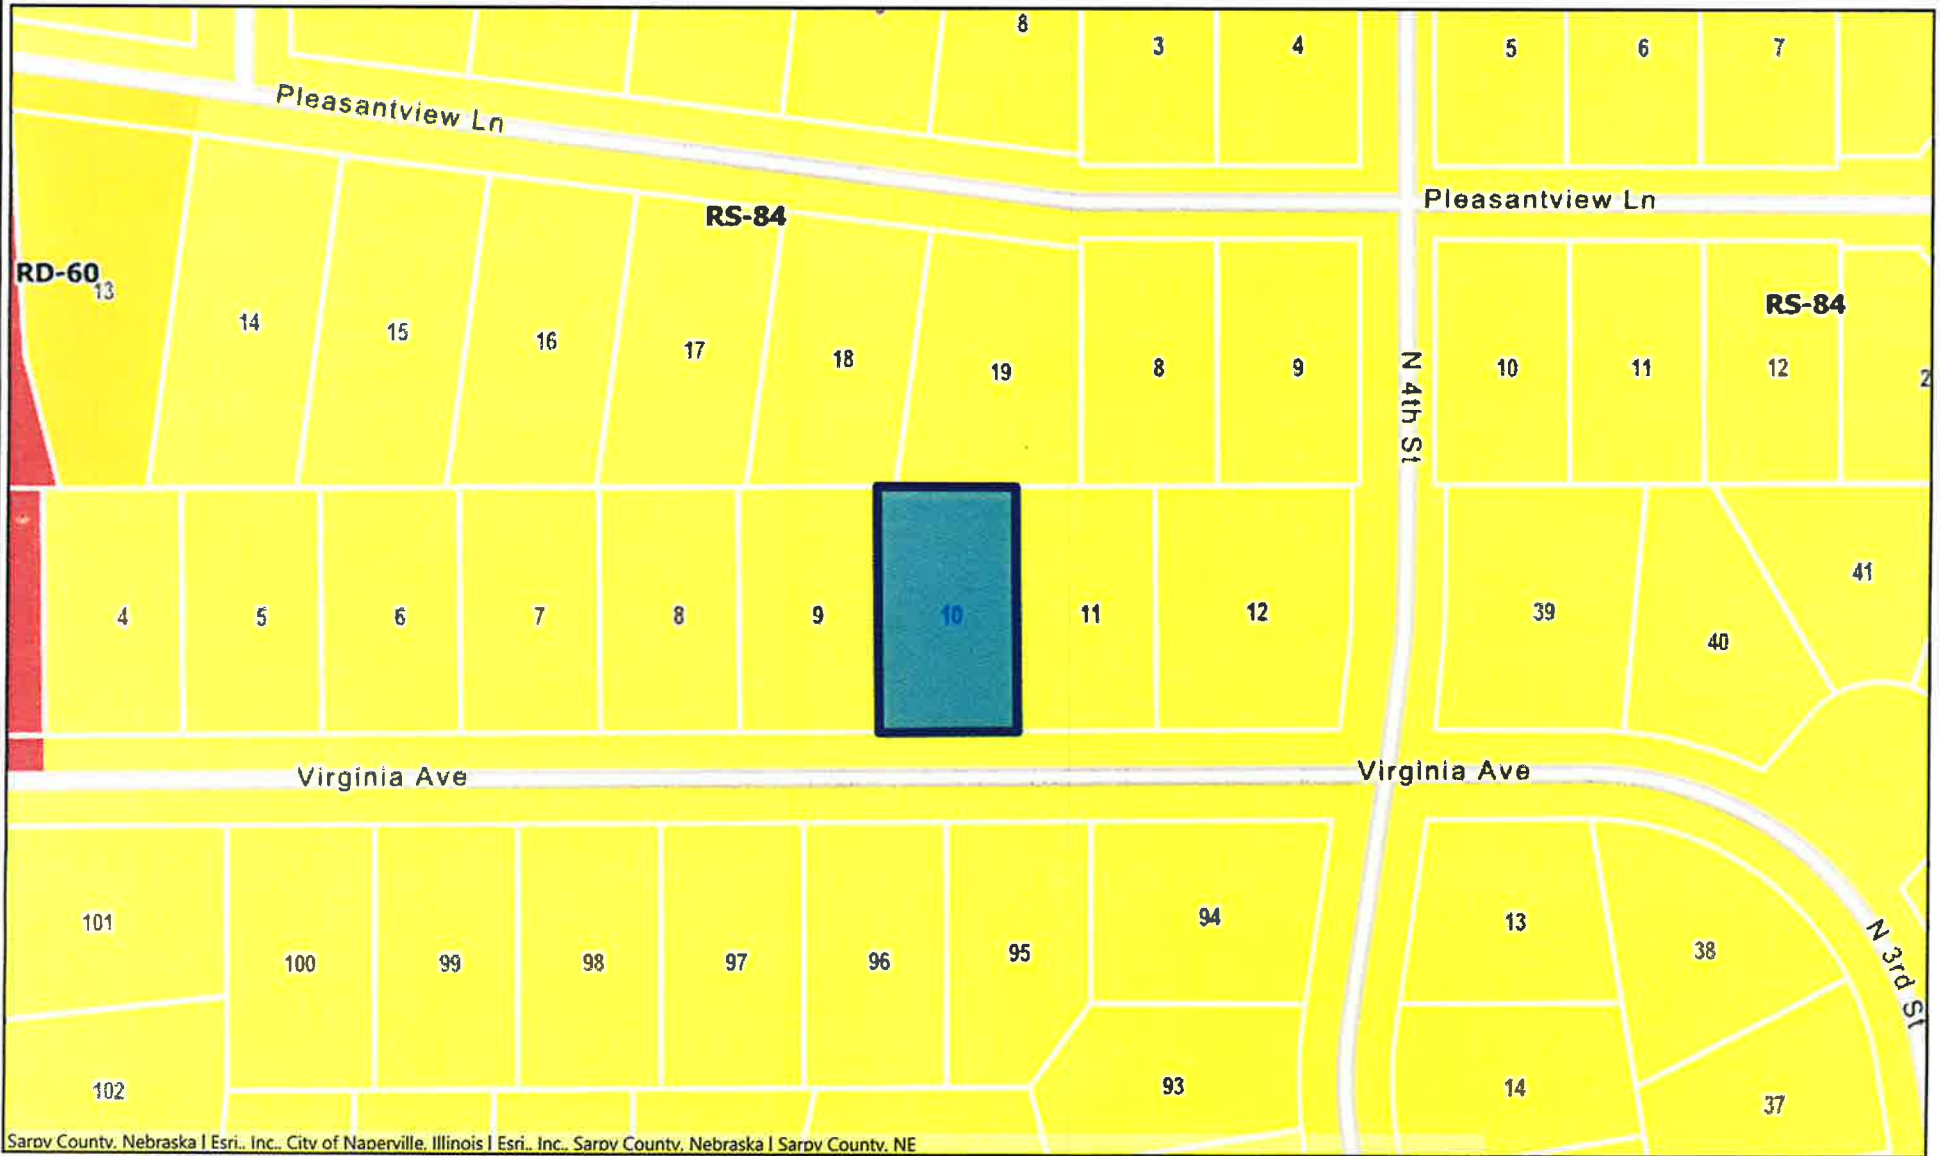 8
3 4 5 6 7
Pleasantview Ln
Pleasantview Ln
RS-84
RD-60
13
14 15 16 17 18 19 8 9
N 4th St
10 11 12
RS-84
2
4 5 6 7 8 9 10 11 12
39 40 41
Virginia Ave
Virginia Ave
101
100 99 98 97 96 95 94
13 38
N 3rd St
102
93 14 37
Sarpy County, Nebraska | Esri., Inc., City of Naperville, Illinois | Esri., Inc., Sarpy County, Nebraska | Sarpy County, NE